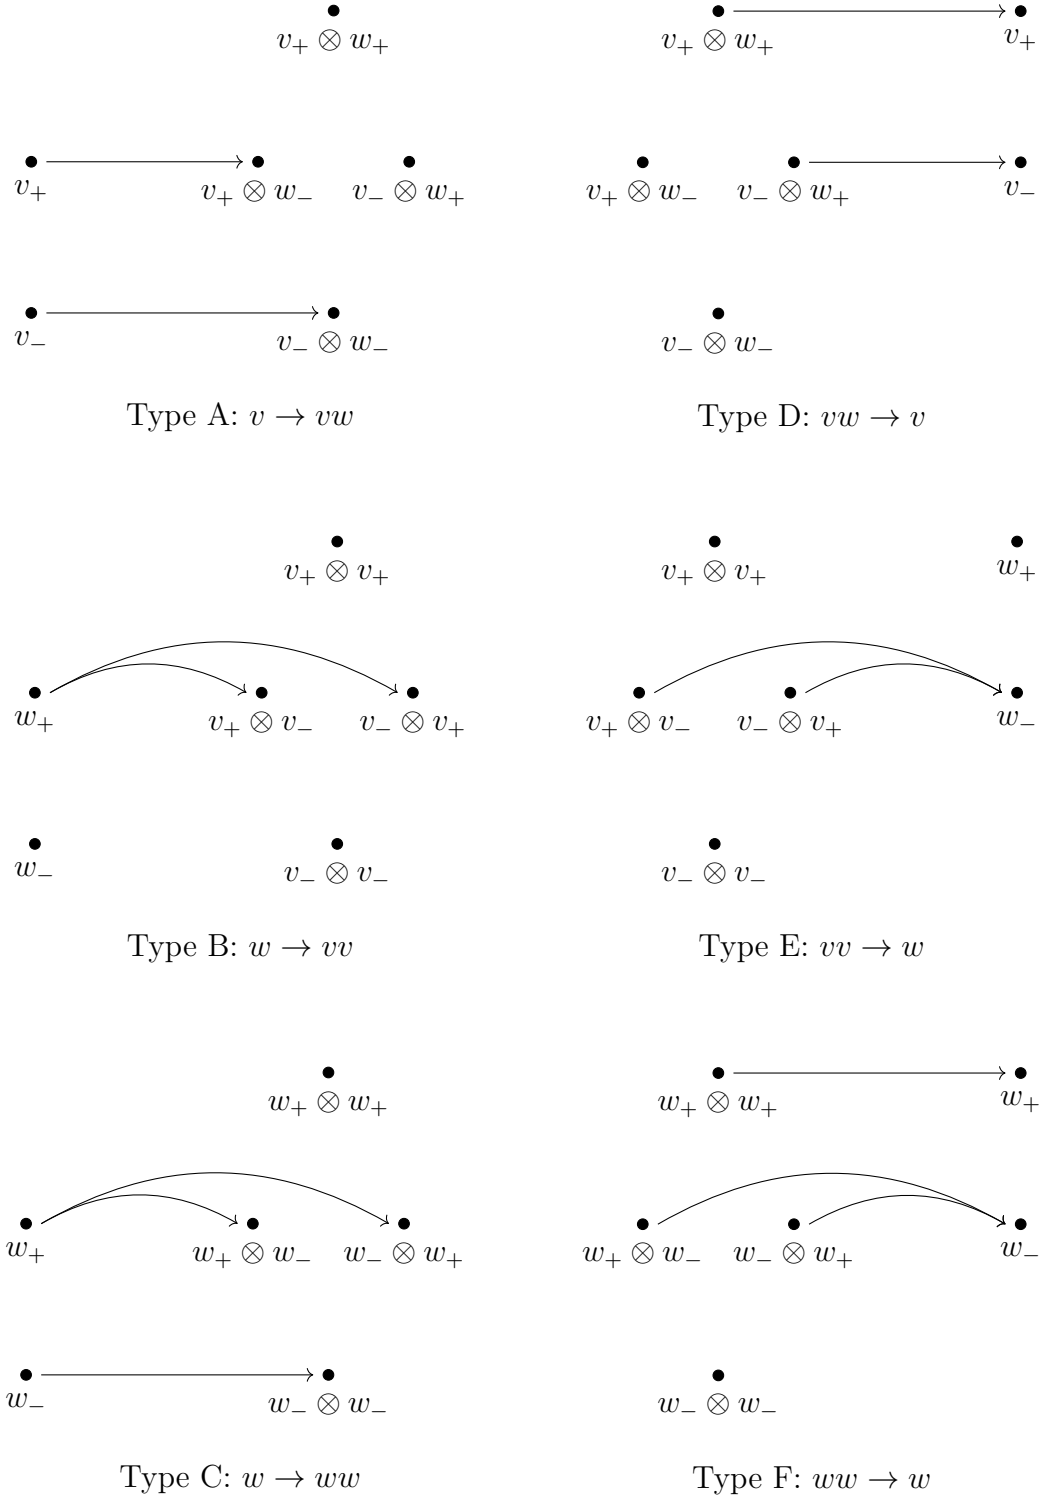 v₊ ⊗ w₊
v₊
v₊ ⊗ w₋
v₋ ⊗ w₊
v₋
v₋ ⊗ w₋
Type A: v → vw
v₊ ⊗ w₊
v₊
v₊ ⊗ w₋
v₋ ⊗ w₊
v₋
v₋ ⊗ w₋
Type D: vw → v
v₊ ⊗ v₊
w₊
v₊ ⊗ v₋
v₋ ⊗ v₊
w₋
v₋ ⊗ v₋
Type B: w → vv
v₊ ⊗ v₊
w₊
v₊ ⊗ v₋
v₋ ⊗ v₊
w₋
v₋ ⊗ v₋
Type E: vv → w
w₊ ⊗ w₊
w₊
w₊ ⊗ w₋
w₋ ⊗ w₊
w₋
w₋ ⊗ w₋
Type C: w → ww
w₊ ⊗ w₊
w₊
w₊ ⊗ w₋
w₋ ⊗ w₊
w₋
w₋ ⊗ w₋
Type F: ww → w